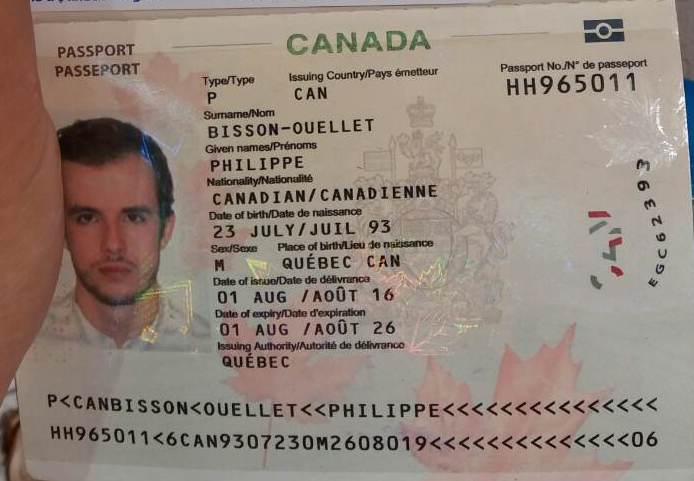 PASSPORT
PASSEPORT
CANADA
Type/Type Issuing Country/Pays émetteur Passport No./N° de passeport
P CAN HH965011
Surname/Nom
BISSON-OUELLET
Given names/Prénoms
PHILIPPE
Nationality/Nationalité
CANADIAN/CANADIENNE
Date of birth/Date de naissance
23 JULY/JUIL 93
Sex/Sexe Place of birth/Lieu de naissance
M QUÉBEC CAN
Date of issue/Date de délivrance
01 AUG /AOÛT 16
Date of expiry/Date d'expiration
01 AUG /AOÛT 26
Issuing Authority/Autorité de délivrance
QUÉBEC
CAN
EGC62393
P<CANBISSON<OUELLET<<PHILIPPE<<<<<<<<<<<<<<<
HH965011<6CAN9307230M2608019<<<<<<<<<<<<<<06